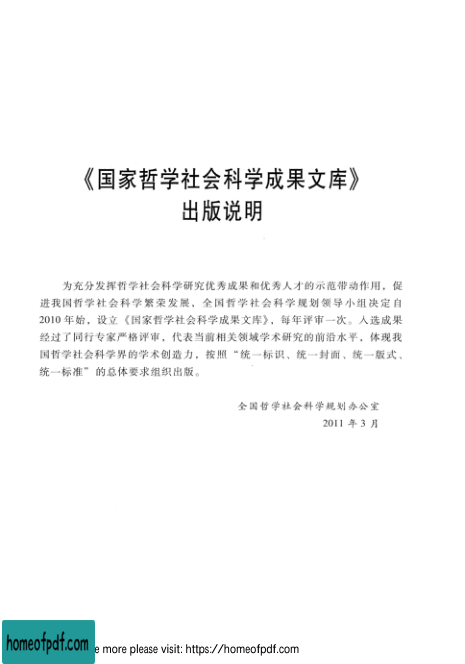 《国家哲学社会科学成果文库》
出版说明
为充分发挥哲学社会科学研究优秀成果和优秀人才的示范带动作用，促
进我国哲学社会科学繁荣发展，全国哲学社会科学规划领导小组决定自
2010 年始，设立《国家哲学社会科学成果文库》，每年评审一次。入选成果
经过了同行专家严格评审，代表当前相关领域学术研究的前沿水平，体现我
国哲学社会科学界的学术创造力，按照“统一标识、统一封面、统一版式、
统一标准”的总体要求组织出版。
全国哲学社会科学规划办公室
2011 年 3 月
homeofpdf.com
e more please visit: https://homeofpdf.com